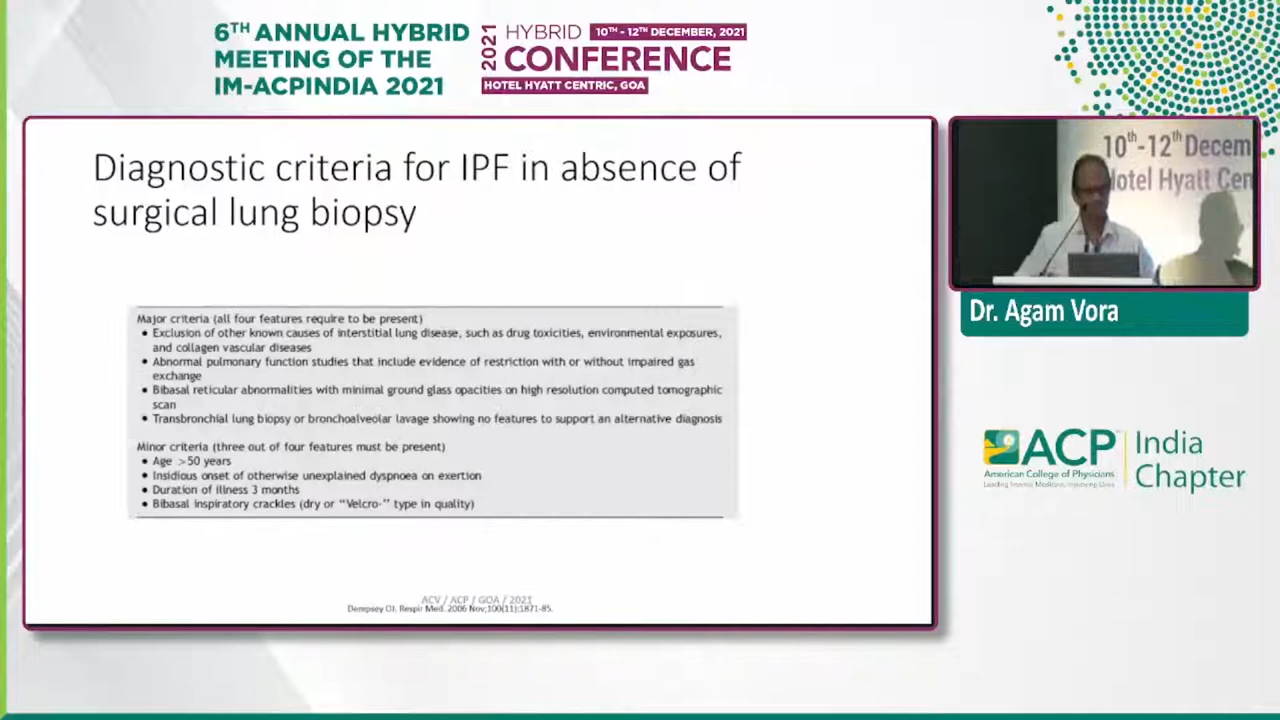 6TH ANNUAL HYBRID
MEETING OF THE
IM-ACPINDIA 2021
2021
HYBRID 10TH - 12TH DECEMBER, 2021
CONFERENCE
HOTEL HYATT CENTRIC, GOA
Diagnostic criteria for IPF in absence of
surgical lung biopsy
Major criteria (all four features require to be present)
• Exclusion of other known causes of interstitial lung disease, such as drug toxicities, environmental exposures,
and collagen vascular diseases
• Abnormal pulmonary function studies that include evidence of restriction with or without impaired gas
exchange
• Bibasal reticular abnormalities with minimal ground glass opacities on high resolution computed tomographic
scan
• Transbronchial lung biopsy or bronchoalveolar lavage showing no features to support an alternative diagnosis
Minor criteria (three out of four features must be present)
• Age >50 years
• Insidious onset of otherwise unexplained dyspnoea on exertion
• Duration of illness 3 months
• Bibasal inspiratory crackles (dry or "Velcro-" type in quality)
ACV / ACP / GOA / 2021
Dempsey OJ. Respir Med. 2006 Nov;100(11):1871-85.
10th-12th Decem
Hotel Hyatt Cen
Dr. Agam Vora
ACP
American College of Physicians
Leading Internal Medicine, Improving Lives
India
Chapter